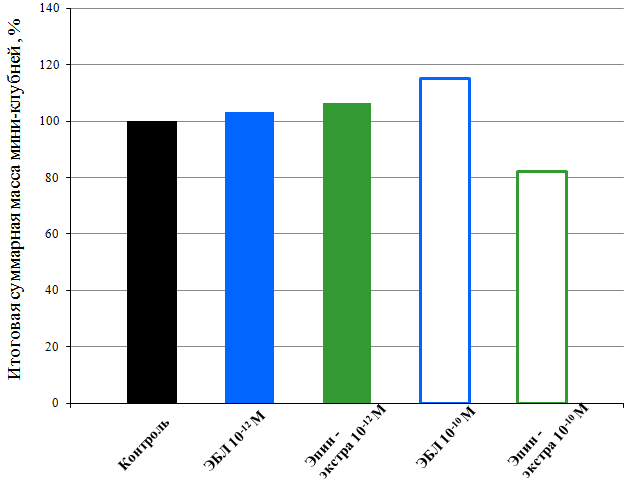 Итоговая суммарная масса мини-клубней, %
140
120
100
80
60
40
20
0
Контроль
ЭБЛ 10⁻¹² М
Эпин -
экстра 10⁻¹² М
ЭБЛ 10⁻¹⁰ М
Эпин -
экстра 10⁻¹⁰ М